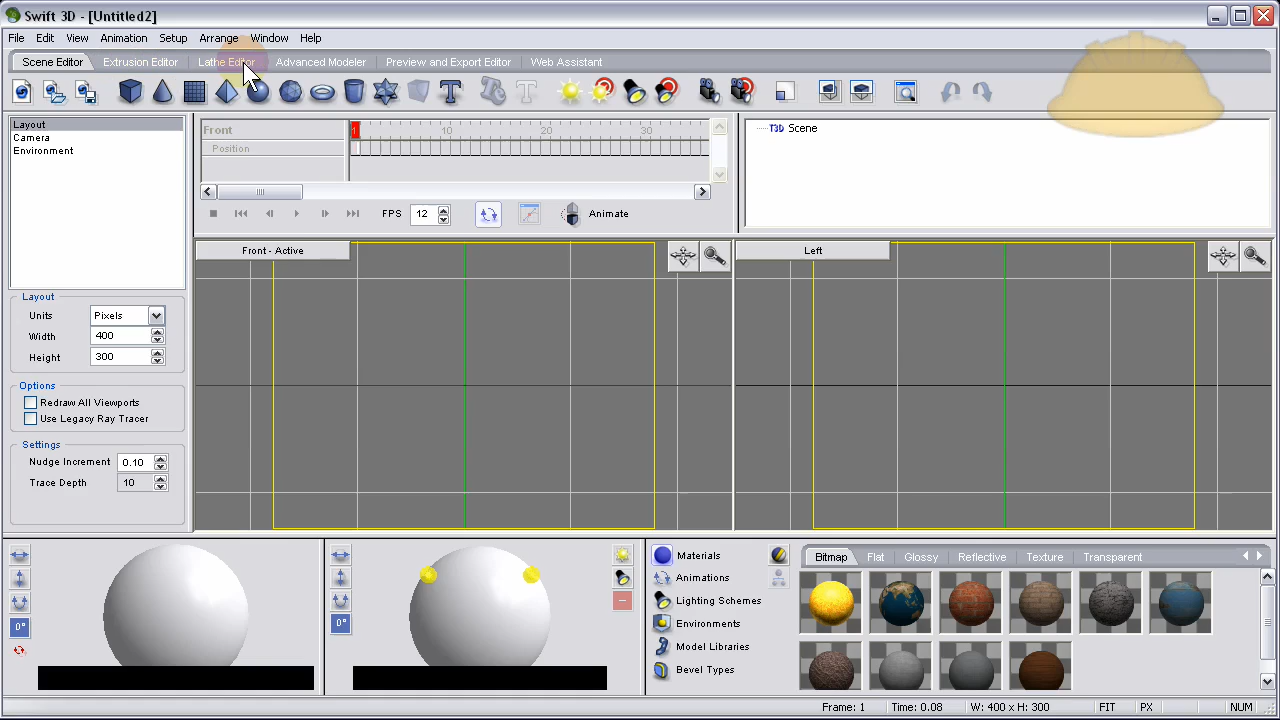 Swift 3D - [Untitled2]
File Edit View Animation Setup Arrange Window Help
Scene Editor Extrusion Editor Lathe Editor Advanced Modeler Preview and Export Editor Web Assistant
Layout
Camera
Environment
Front
10 20 30
Position
FPS 12 Animate
T3D Scene
Front - Active
Left
Layout
Units Pixels
Width 400
Height 300
Options
Redraw All Viewports
Use Legacy Ray Tracer
Settings
Nudge Increment 0.10
Trace Depth 10
0°
0°
Materials
Animations
Lighting Schemes
Environments
Model Libraries
Bevel Types
Bitmap Flat Glossy Reflective Texture Transparent
Frame: 1 Time: 0.08 W: 400 x H: 300 FIT PX NUM